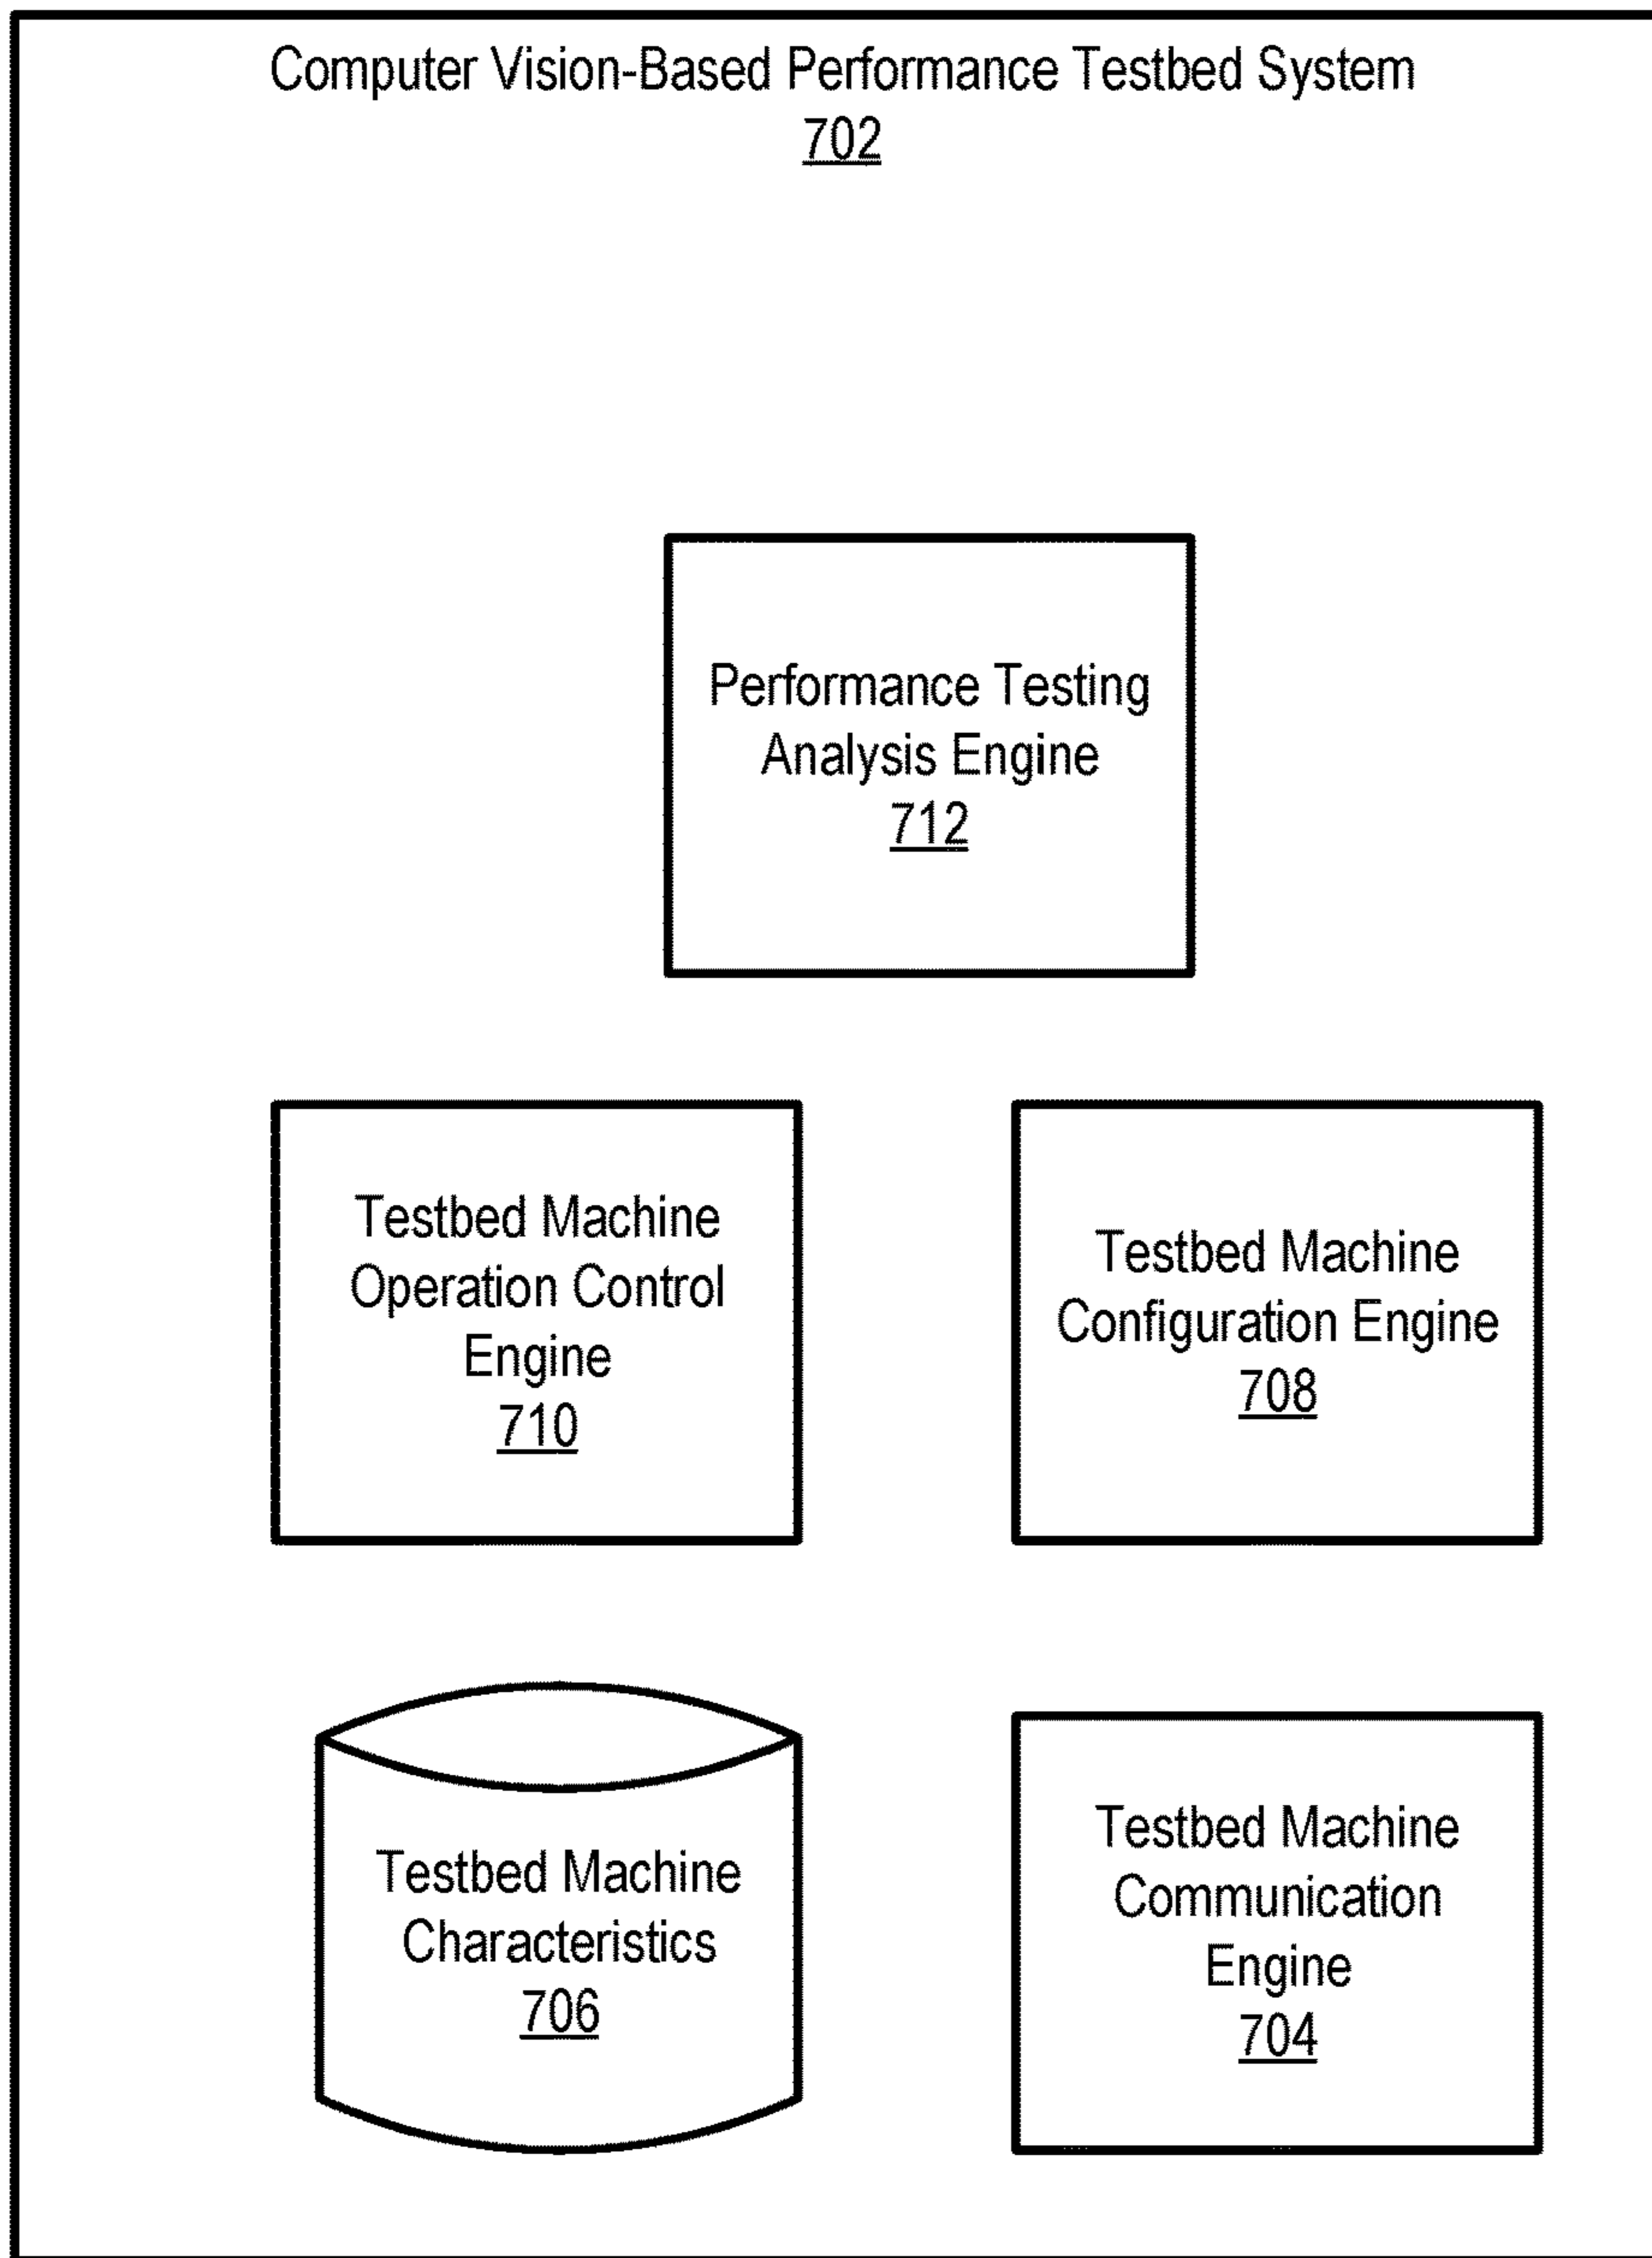 Computer Vision-Based Performance Testbed System
702
Performance Testing
Analysis Engine
712
Testbed Machine
Operation Control
Engine
710
Testbed Machine
Configuration Engine
708
Testbed Machine
Characteristics
706
Testbed Machine
Communication
Engine
704